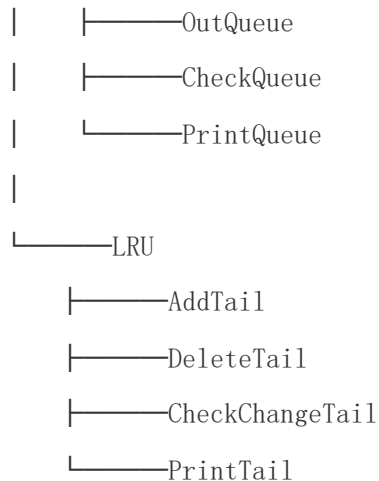 │ ├──────OutQueue
│ ├──────CheckQueue
│ └──────PrintQueue
│
└──────LRU
├──────AddTail
├──────DeleteTail
├──────CheckChangeTail
└──────PrintTail